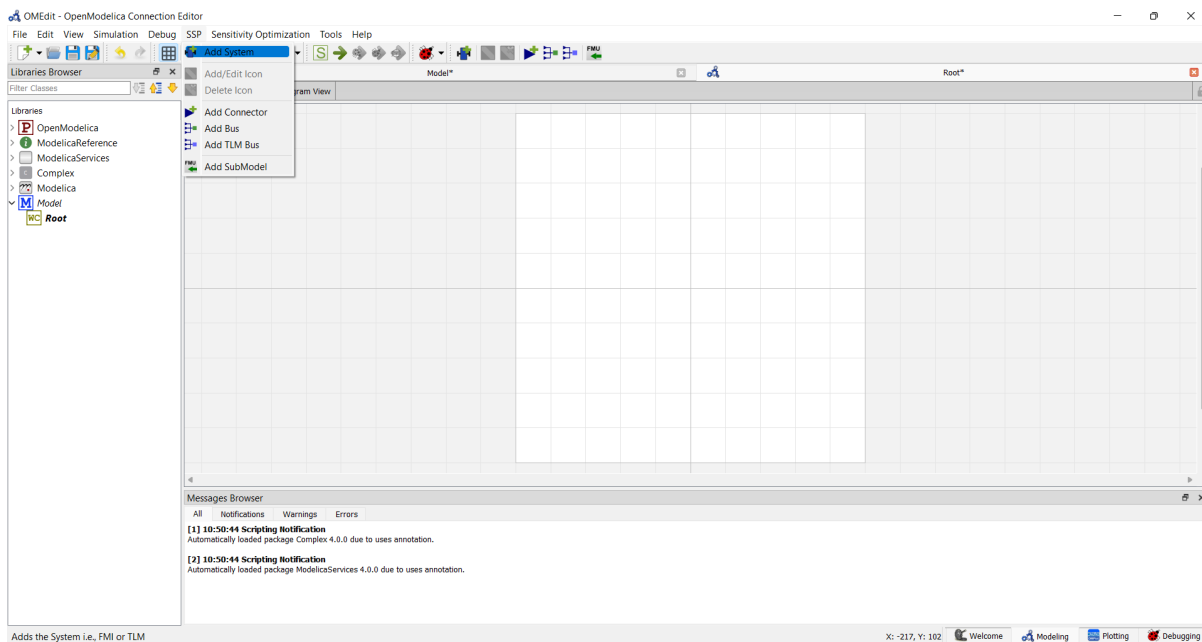 OMEdit - OpenModelica Connection Editor
File Edit View Simulation Debug SSP Sensitivity Optimization Tools Help
S
FMU
Libraries Browser
Filter Classes
Libraries
P OpenModelica
i ModelicaReference
ModelicaServices
C Complex
Modelica
M Model
WC Root
Add System
Add/Edit Icon
Delete Icon
Add Connector
Add Bus
Add TLM Bus
FMU Add SubModel
Model*
Root*
gram View
Messages Browser
All Notifications Warnings Errors
[1] 10:50:44 Scripting Notification
Automatically loaded package Complex 4.0.0 due to uses annotation.
[2] 10:50:44 Scripting Notification
Automatically loaded package ModelicaServices 4.0.0 due to uses annotation.
Adds the System i.e., FMI or TLM
X: -217, Y: 102 Welcome Modeling Plotting Debugging